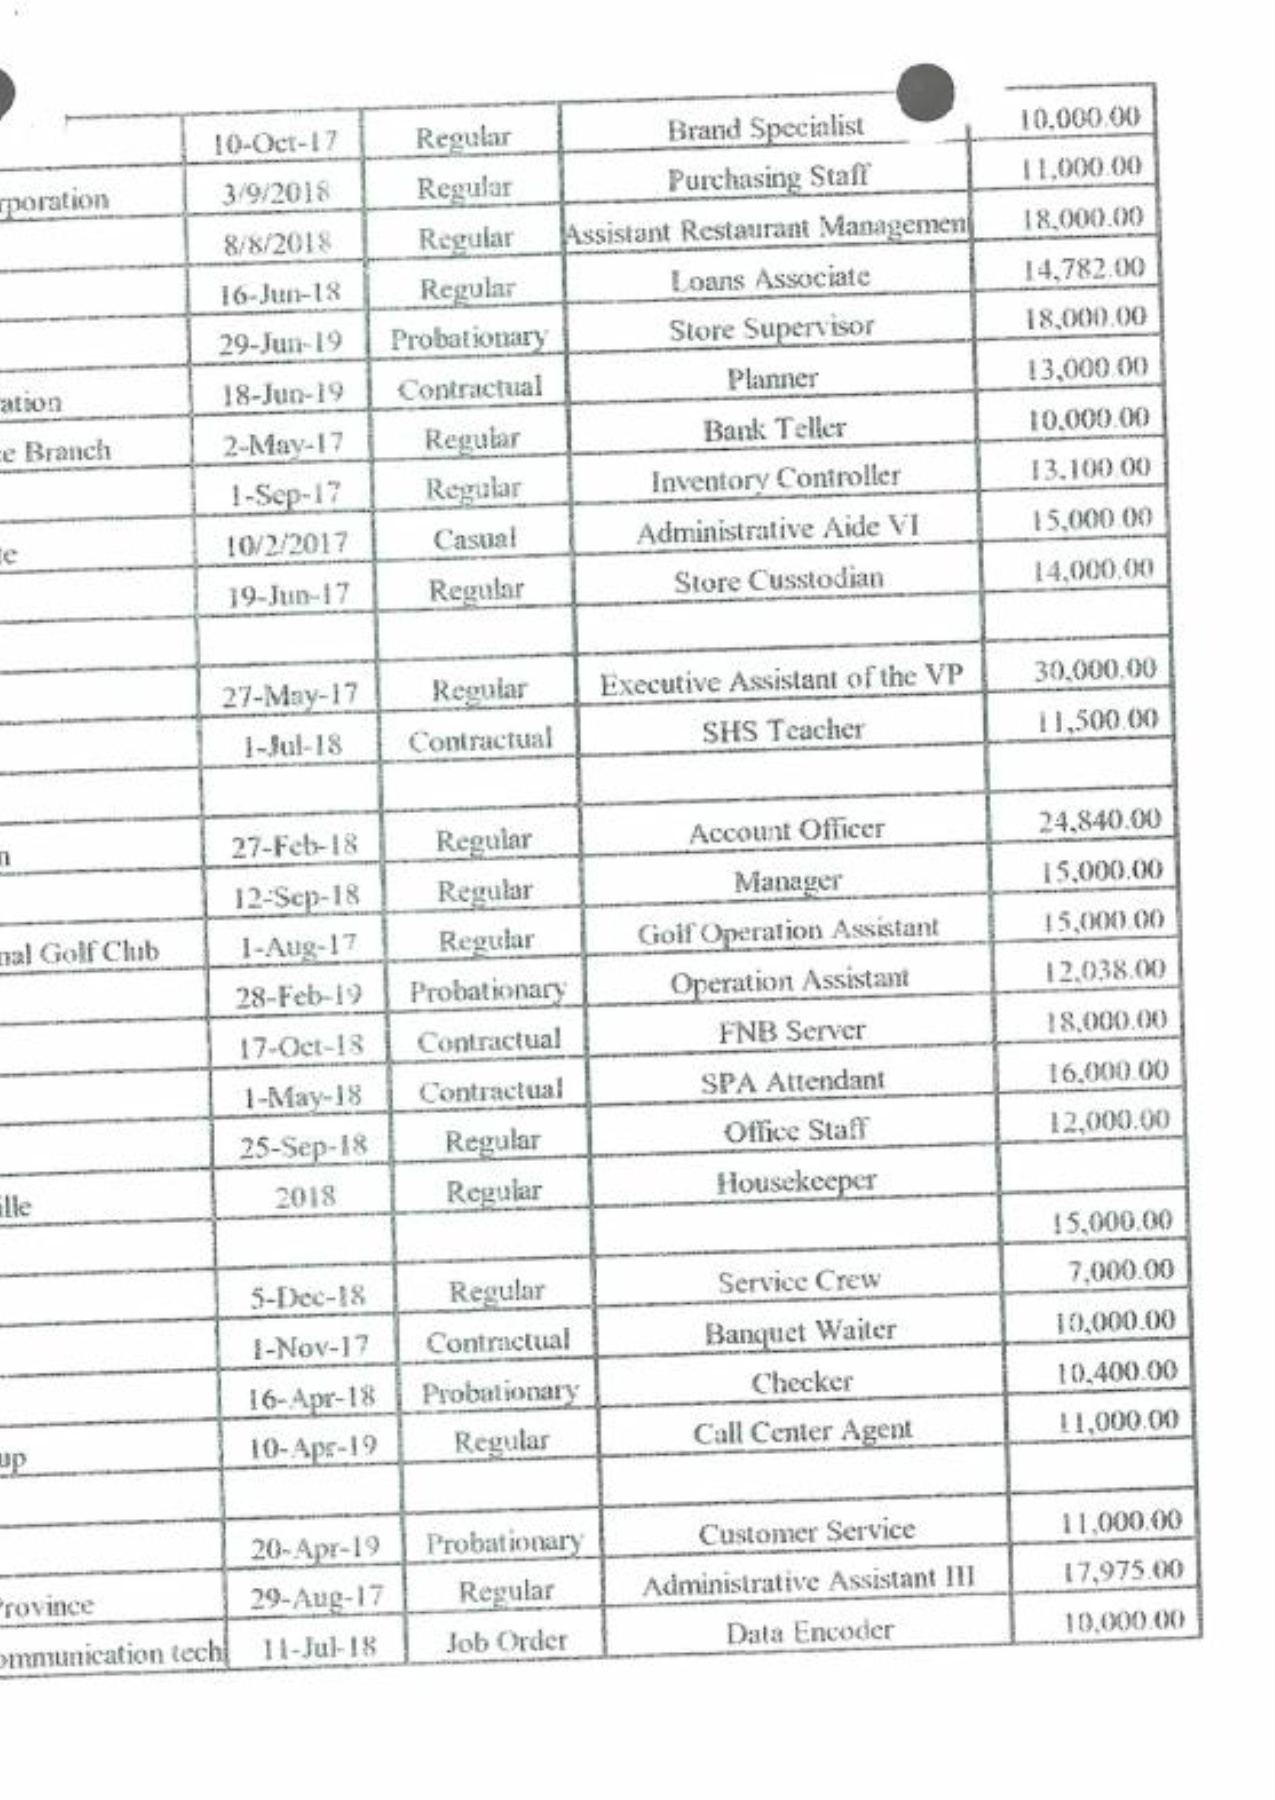 10-Oct-17 Regular Brand Specialist 10,000.00
rporation 3/9/2018 Regular Purchasing Staff 11,000.00
8/8/2018 Regular Assistant Restaurant Managemen 18,000.00
16-Jun-18 Regular Loans Associate 14,782.00
29-Jun-19 Probationary Store Supervisor 18,000.00
ation 18-Jun-19 Contractual Planner 13,000.00
ce Branch 2-May-17 Regular Bank Teller 10,000.00
1-Sep-17 Regular Inventory Controller 13,100.00
te 10/2/2017 Casual Administrative Aide VI 15,000.00
19-Jun-17 Regular Store Cusstodian 14,000.00
27-May-17 Regular Executive Assistant of the VP 30,000.00
1-Jul-18 Contractual SHS Teacher 11,500.00
n 27-Feb-18 Regular Account Officer 24,840.00
12-Sep-18 Regular Manager 15,000.00
nal Golf Club 1-Aug-17 Regular Golf Operation Assistant 15,000.00
28-Feb-19 Probationary Operation Assistant 12,038.00
17-Oct-18 Contractual FNB Server 18,000.00
1-May-18 Contractual SPA Attendant 16,000.00
25-Sep-18 Regular Office Staff 12,000.00
ille 2018 Regular Housekeeper
15,000.00
5-Dec-18 Regular Service Crew 7,000.00
1-Nov-17 Contractual Banquet Waiter 10,000.00
16-Apr-18 Probationary Checker 10,400.00
up 10-Apr-19 Regular Call Center Agent 11,000.00
20-Apr-19 Probationary Customer Service 11,000.00
Province 29-Aug-17 Regular Administrative Assistant III 17,975.00
ommunication tech 11-Jul-18 Job Order Data Encoder 10,000.00